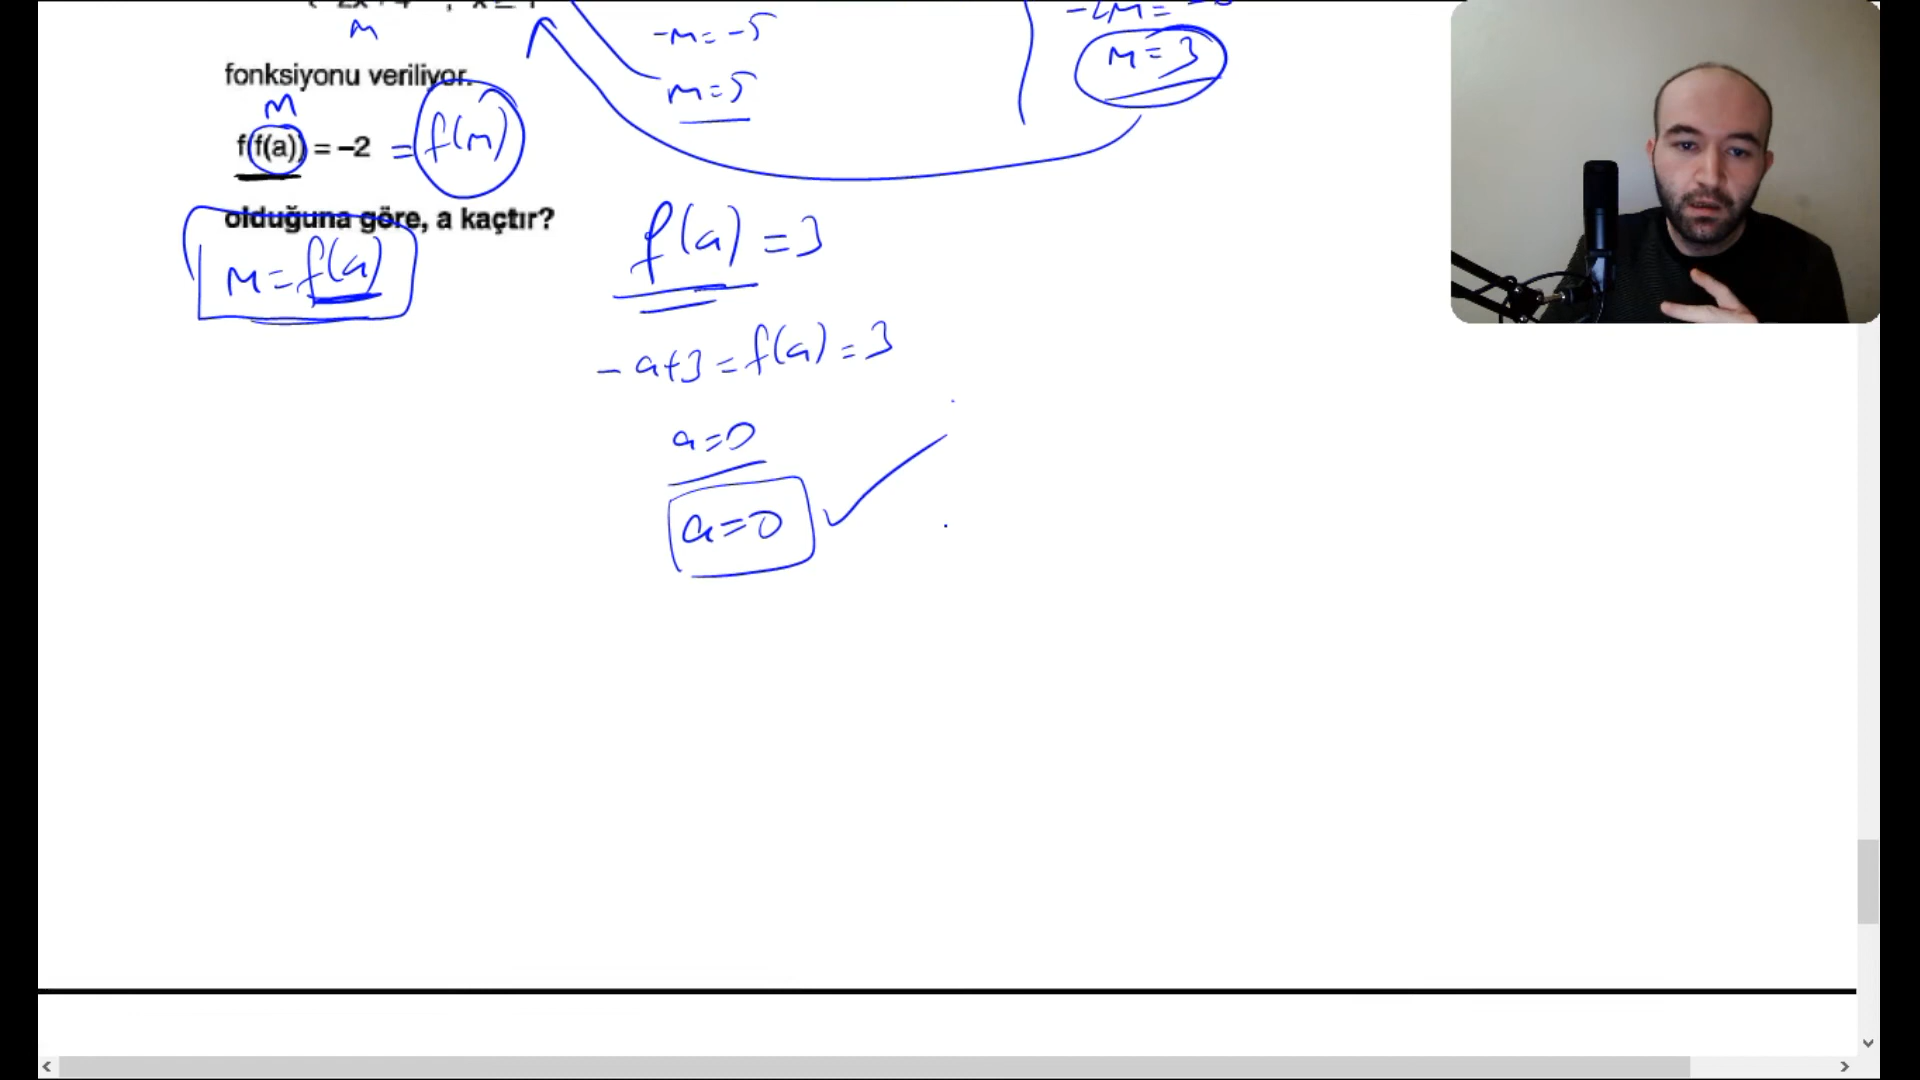 -m=-5
m=5
m=3
m
fonksiyonu veriliyor.
m
f(f(a)) = -2 = f(m)
olduğuna göre, a kaçtır?
m=f(a)
f(a)=3
-a+3=f(a)=3
a=0
a=0